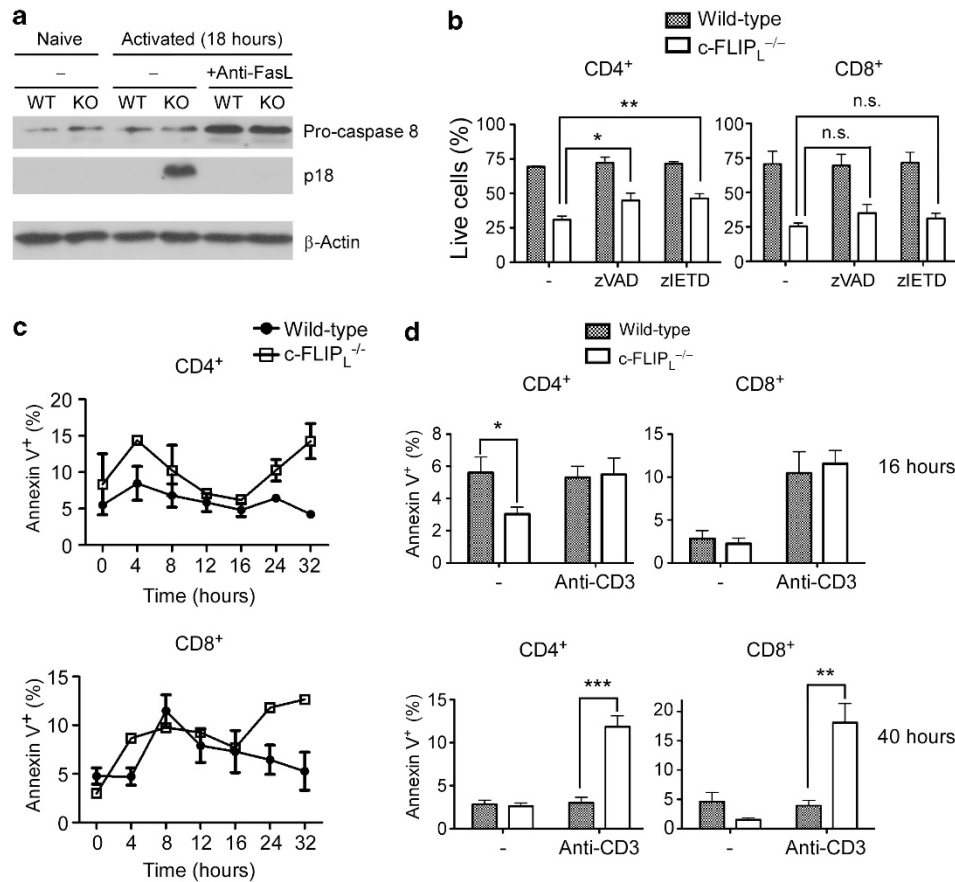 a
Naive Activated (18 hours)
– – +Anti-FasL
WT KO WT KO WT KO
Pro-caspase 8
p18
β-Actin
b
Wild-type
c-FLIP_L^−/−
CD4+ CD8+
Live cells (%)
100
75
50
25
0
* **
- zVAD zIETD
100
75
50
25
0
n.s.
n.s.
- zVAD zIETD
c
Wild-type
c-FLIP_L^-/-
CD4+
Annexin V+ (%)
20
15
10
5
0
0 4 8 12 16 24 32
Time (hours)
CD8+
Annexin V+ (%)
15
10
5
0
0 4 8 12 16 24 32
Time (hours)
d
Wild-type
c-FLIP_L^−/−
CD4+ CD8+
Annexin V+ (%)
8
6
4
2
0
*
- Anti-CD3
15
10
5
0
- Anti-CD3
16 hours
CD4+ CD8+
Annexin V+ (%)
15
10
5
0
***
- Anti-CD3
20
15
10
5
0
**
- Anti-CD3
40 hours